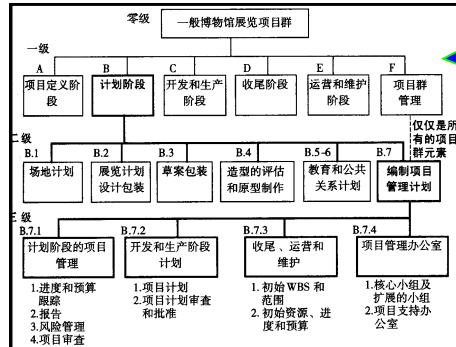 零级
一般博物馆展览项目群
一级
A B C D E F
项目定义阶段
计划阶段
开发和生产阶段
收尾阶段
运营和维护阶段
项目群管理
仅仅是所有的项目群元素
二级
B.1 B.2 B.3 B.4 B.5-6 B.7
场地计划
展览计划设计包装
草案包装
造型的评估和原型制作
教育和公共关系计划
编制项目管理计划
三级
B.7.1 B.7.2 B.7.3 B.7.4
计划阶段的项目管理
开发和生产阶段计划
收尾、运营和维护
项目管理办公室
1.进度和预算跟踪
2.报告
3.风险管理
4.项目审查
1.项目计划
2.项目计划审查和批准
1.初始WBS和范围
2.初始资源、进度和预算
1.核心小组及扩展的小组
2.项目支持办公室